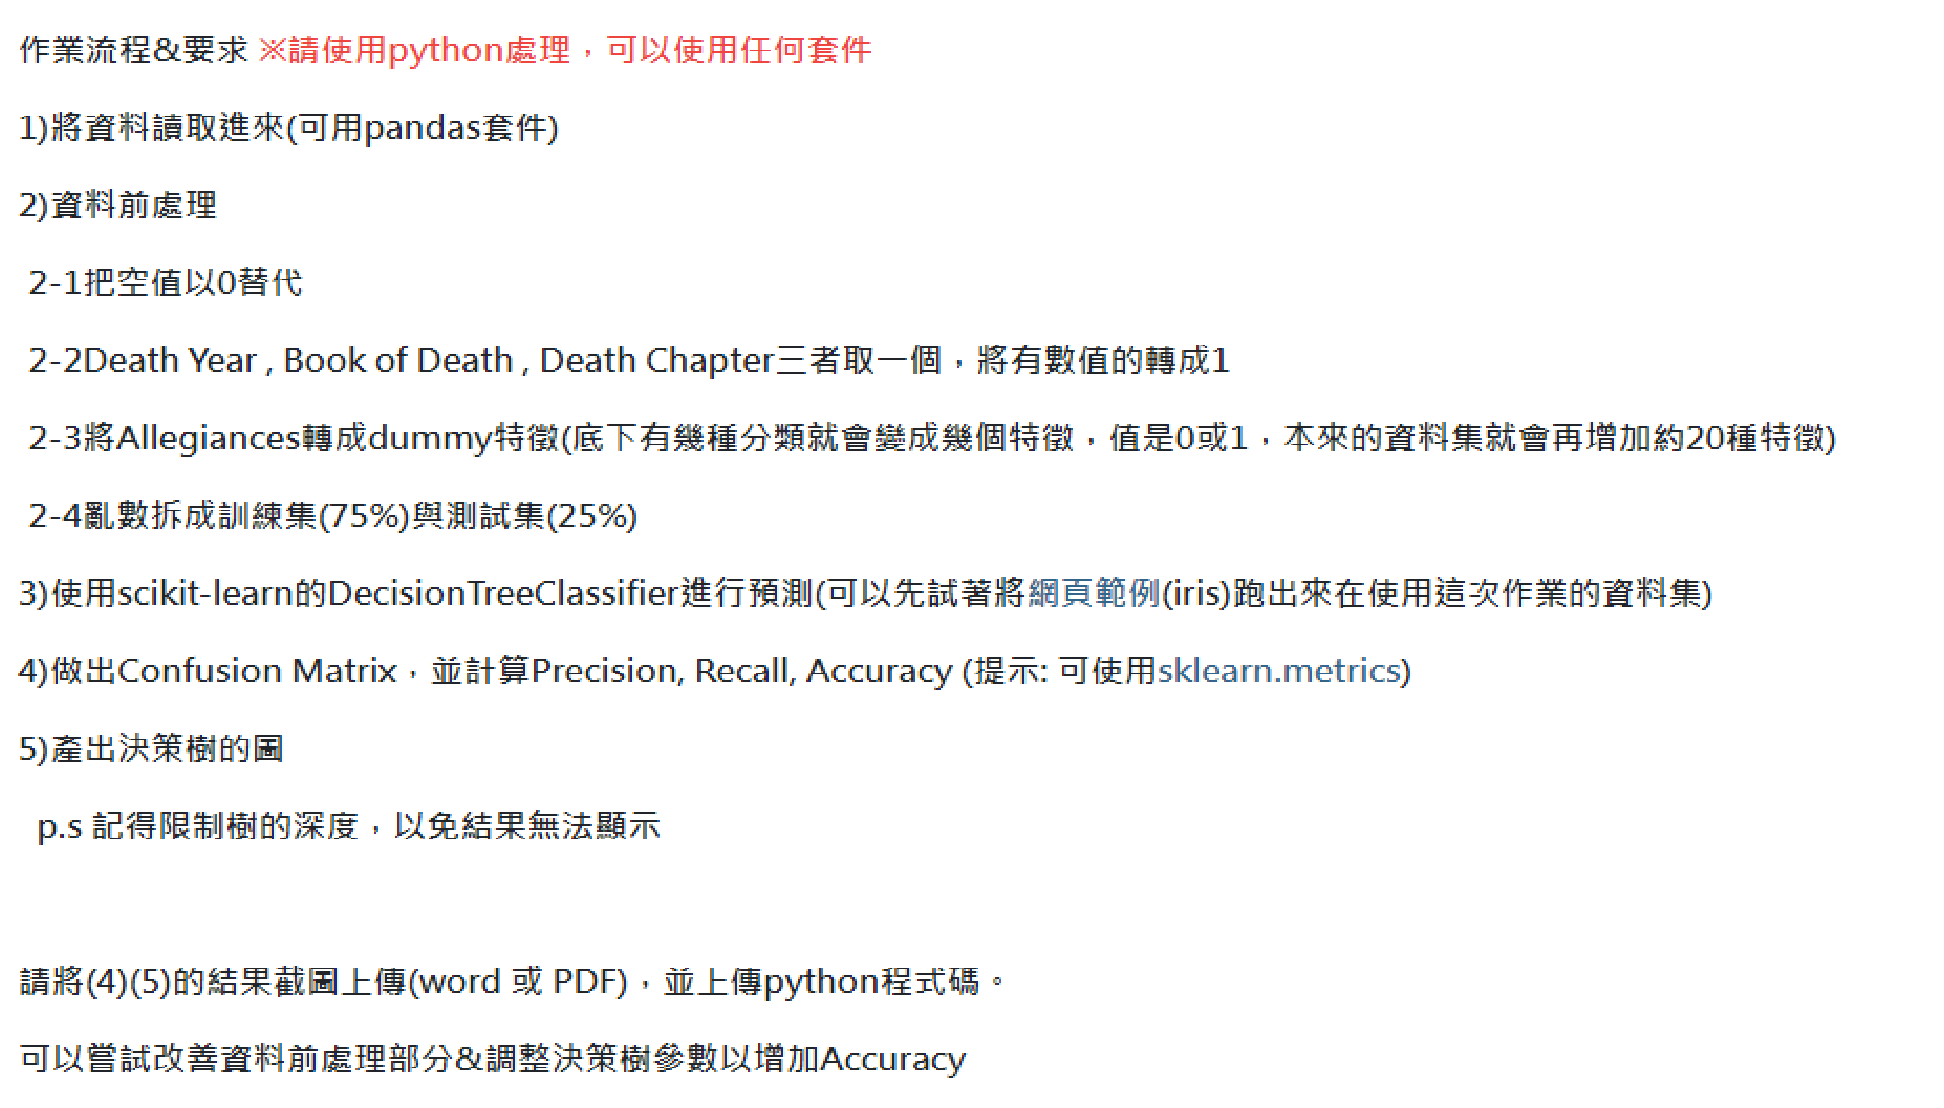 作業流程&要求 ※請使用python處理，可以使用任何套件
1)將資料讀取進來(可用pandas套件)
2)資料前處理
2-1把空值以0替代
2-2Death Year , Book of Death , Death Chapter三者取一個，將有數值的轉成1
2-3將Allegiances轉成dummy特徵(底下有幾種分類就會變成幾個特徵，值是0或1，本來的資料集就會再增加約20種特徵)
2-4亂數拆成訓練集(75%)與測試集(25%)
3)使用scikit-learn的DecisionTreeClassifier進行預測(可以先試著將網頁範例(iris)跑出來在使用這次作業的資料集)
4)做出Confusion Matrix，並計算Precision, Recall, Accuracy (提示: 可使用sklearn.metrics)
5)產出決策樹的圖
p.s 記得限制樹的深度，以免結果無法顯示
請將(4)(5)的結果截圖上傳(word 或 PDF)，並上傳python程式碼。
可以嘗試改善資料前處理部分&調整決策樹參數以增加Accuracy